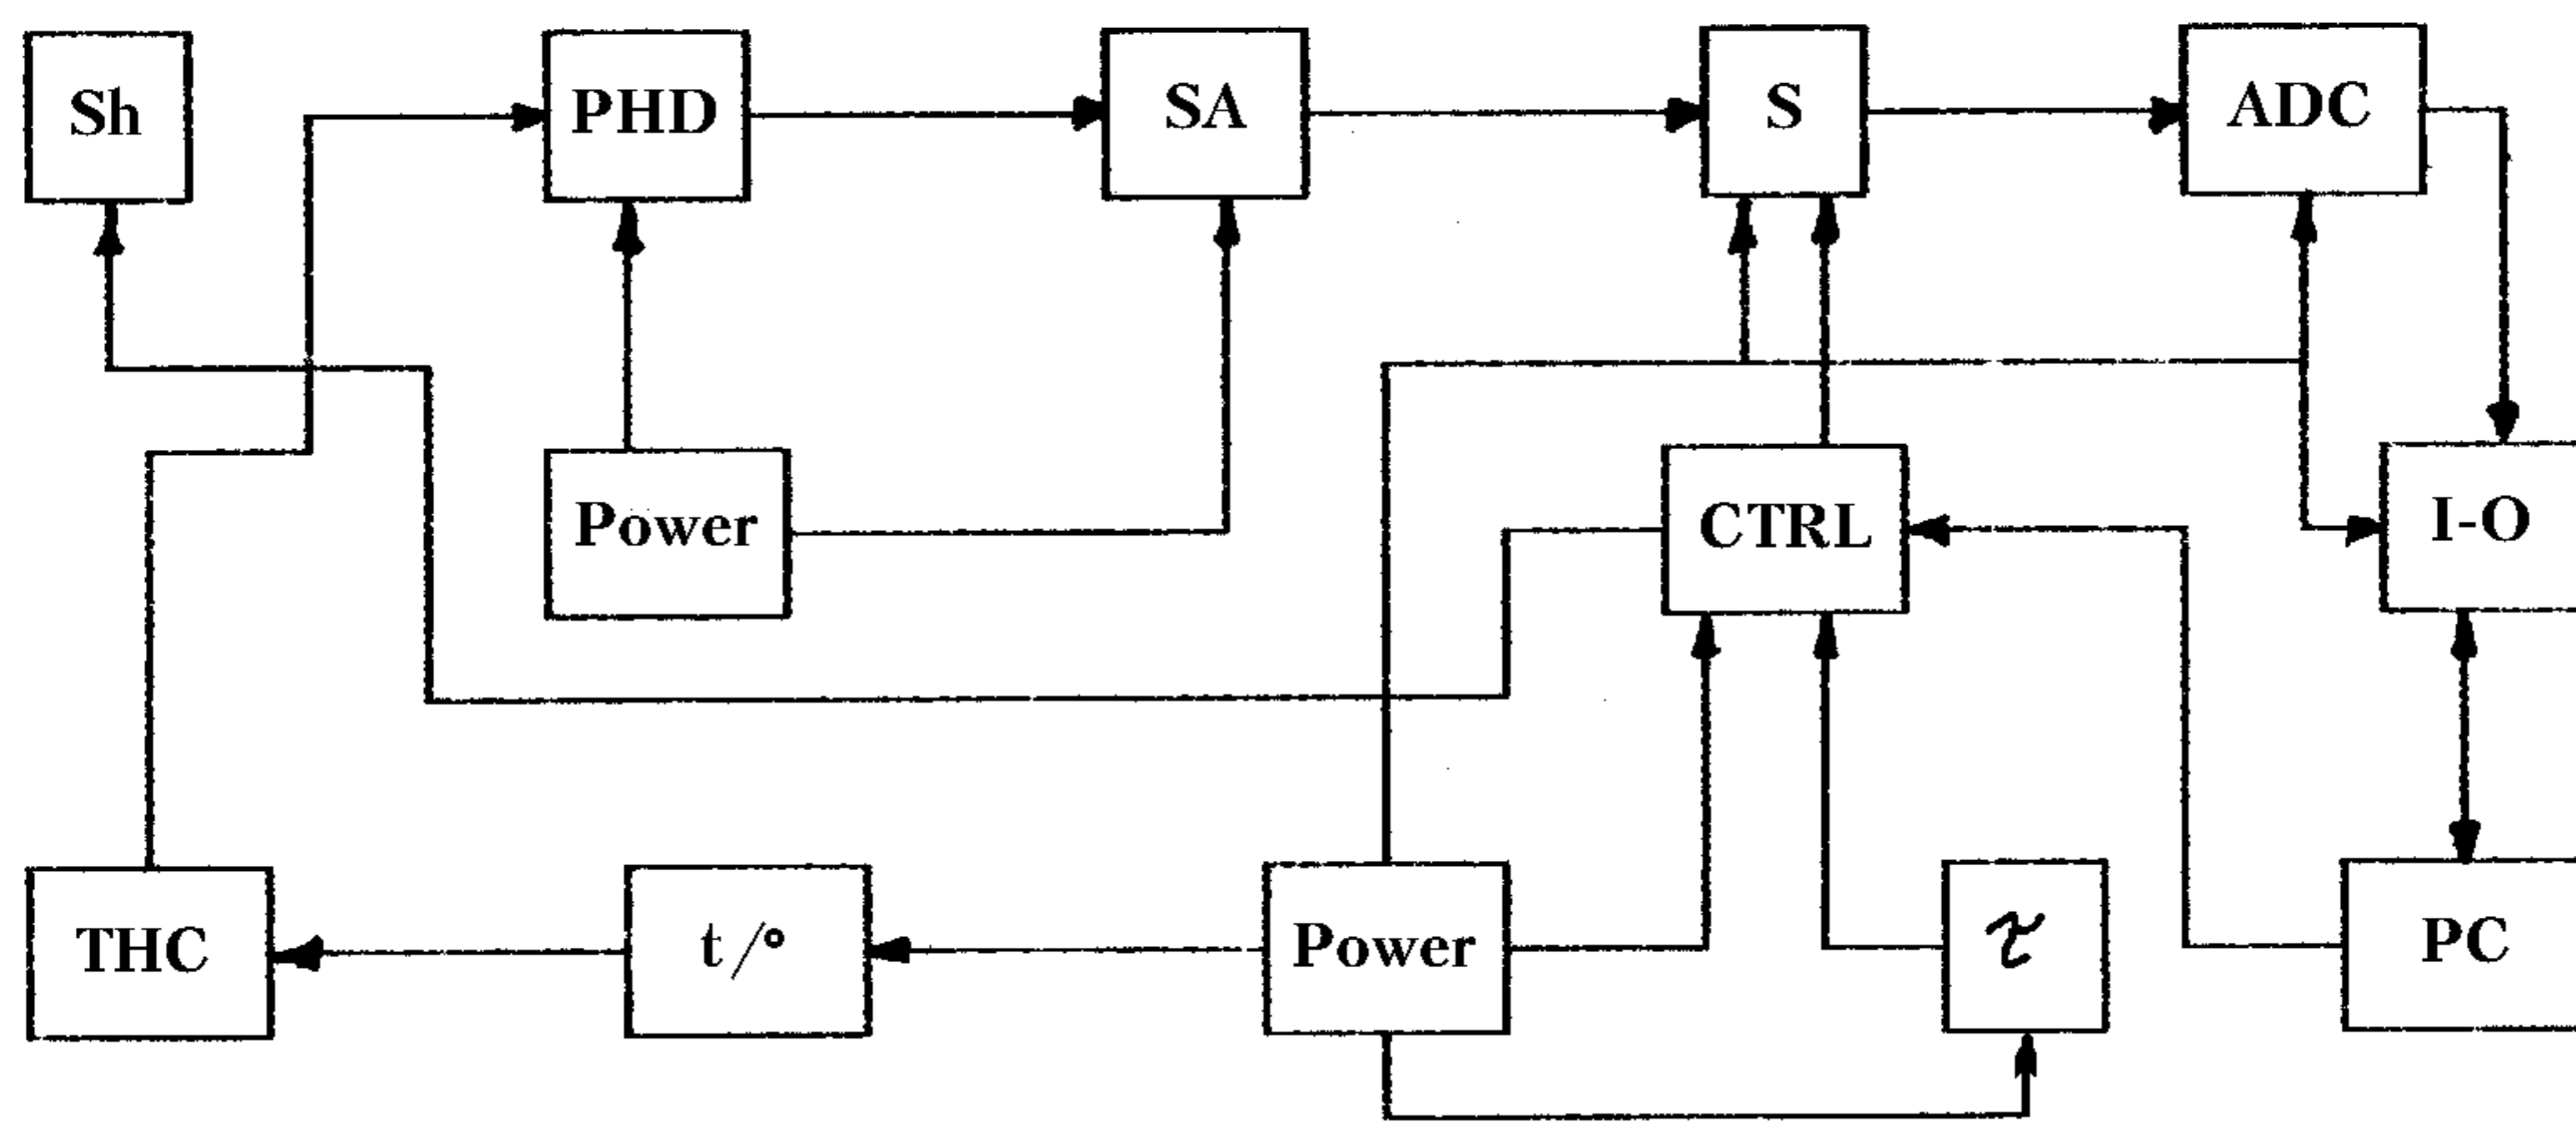 Sh
PHD
SA
S
ADC
Power
CTRL
I-O
THC
t/°
Power
τ
PC